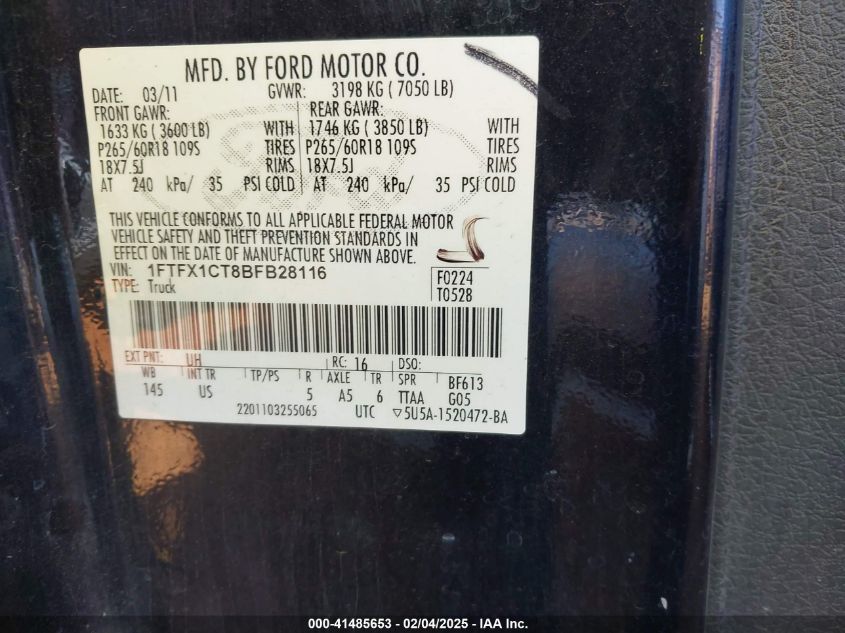 MFD. BY FORD MOTOR CO.
DATE: 03/11 GVWR: 3198 KG ( 7050 LB)
FRONT GAWR: REAR GAWR:
1633 KG ( 3600 LB) WITH 1746 KG ( 3850 LB) WITH
P265/60R18 109S TIRES P265/60R18 109S TIRES
18X7.5J RIMS 18X7.5J RIMS
AT 240 kPa/ 35 PSI COLD AT 240 kPa/ 35 PSI COLD
THIS VEHICLE CONFORMS TO ALL APPLICABLE FEDERAL MOTOR
VEHICLE SAFETY AND THEFT PREVENTION STANDARDS IN
EFFECT ON THE DATE OF MANUFACTURE SHOWN ABOVE.
VIN: 1FTFX1CT8BFB28116 F0224
TYPE: Truck T0528
EXT PNT: UH RC: 16 DSO:
WB INT TR TP/PS R AXLE TR SPR BF613
145 US 5 A5 6 TTAA G05
2201103255065 UTC ▽5U5A-1520472-BA
000-41485653 - 02/04/2025 - IAA Inc.